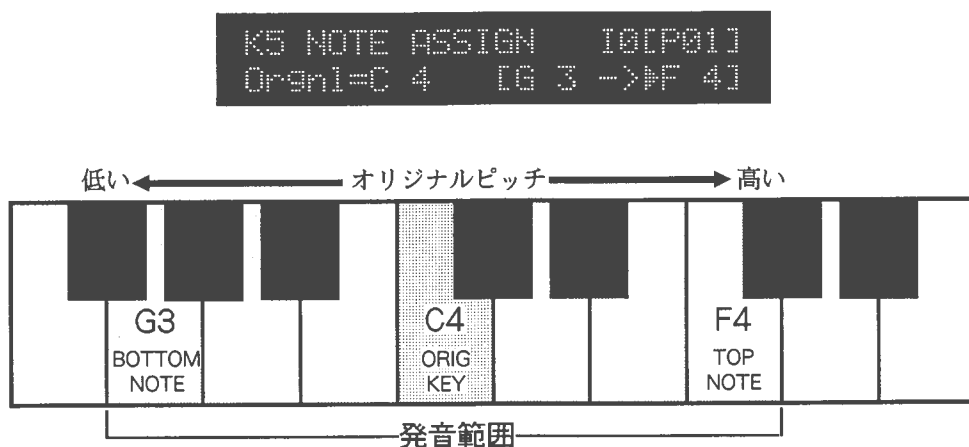 K5 NOTE ASSIGN I0[P01]
Orgnl=C 4 [G 3 ->▶F 4]
低い オリジナルピッチ 高い
G3 C4 F4
BOTTOM ORIG TOP
NOTE KEY NOTE
発音範囲